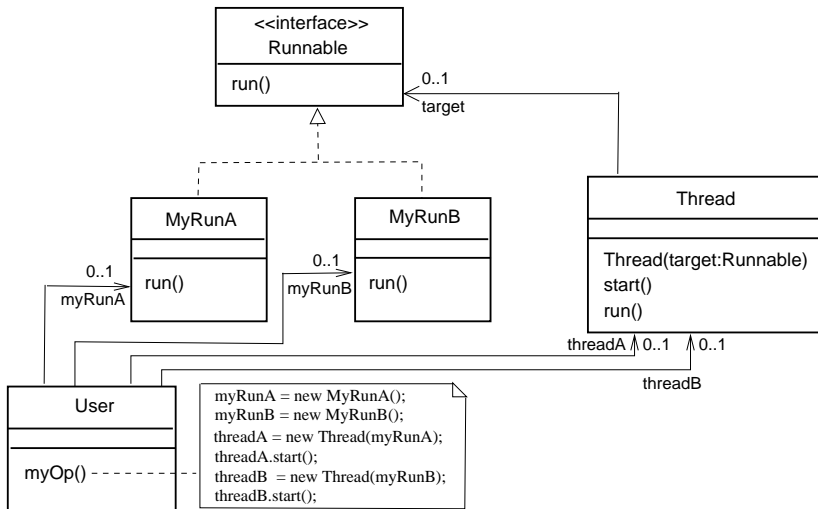 <<interface>>
Runnable
run()
0..1
target
MyRunA
run()
MyRunB
run()
Thread
Thread(target:Runnable)
start()
run()
0..1
myRunA
0..1
myRunB
threadA
0..1
0..1
threadB
User
myOp()
myRunA = new MyRunA();
myRunB = new MyRunB();
threadA = new Thread(myRunA);
threadA.start();
threadB = new Thread(myRunB);
threadB.start();